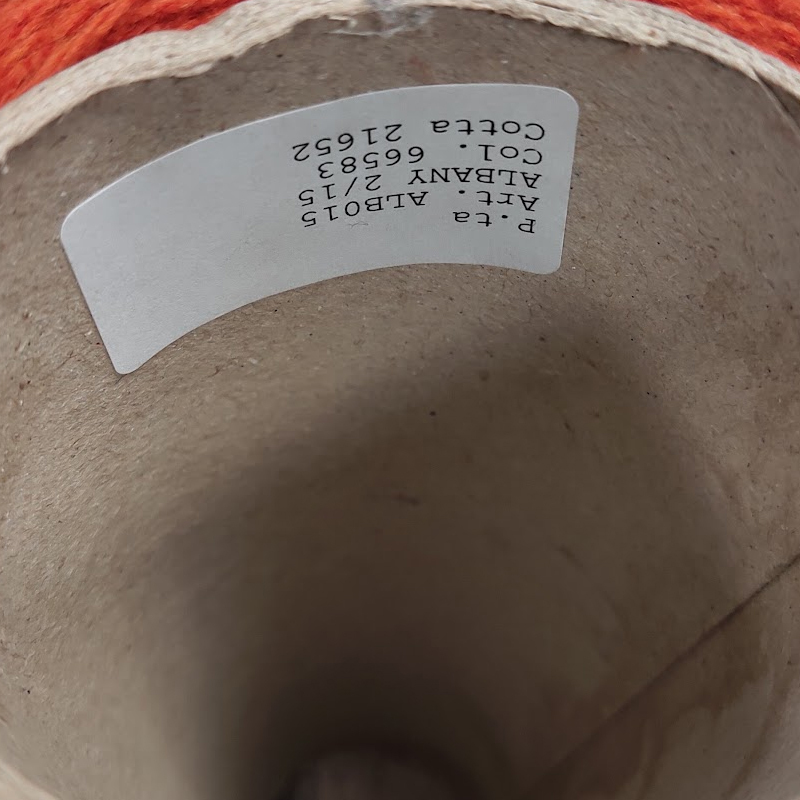 P.ta ALB015
Art. 2/15
ALBANY
Col. 66583
Cotta 21652